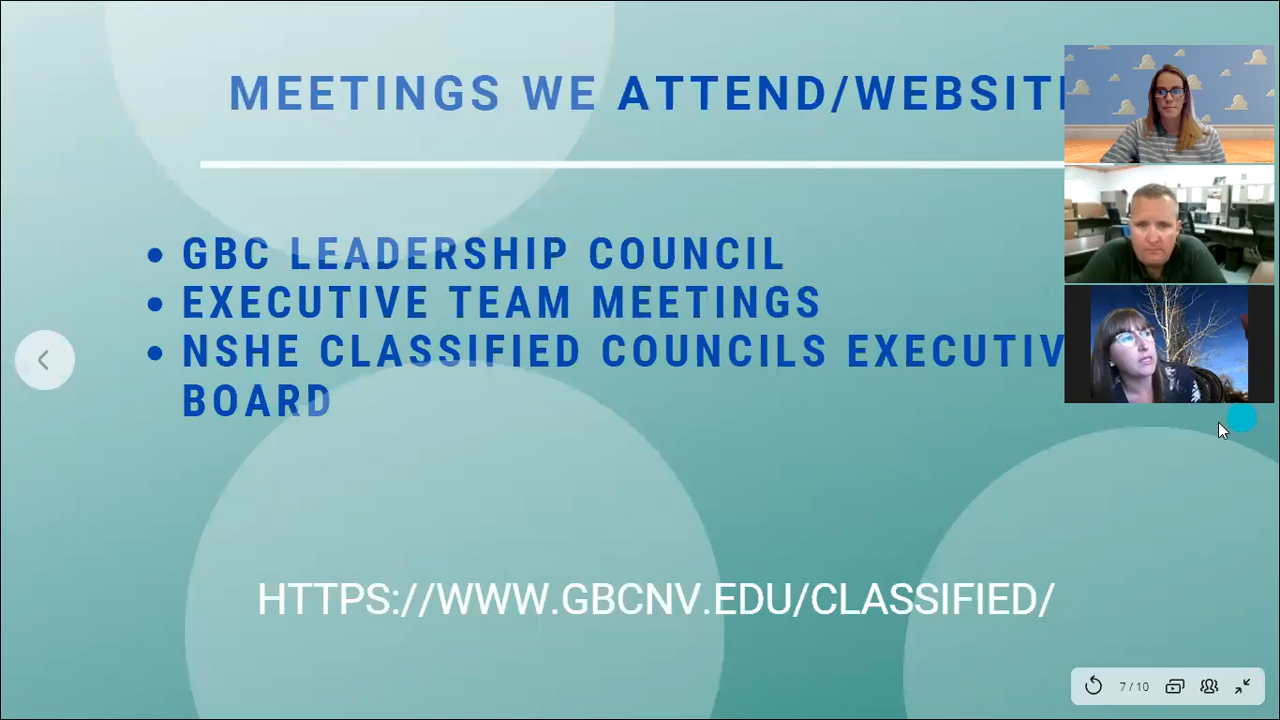 MEETINGS WE ATTEND/WEBSIT
GBC LEADERSHIP COUNCIL
EXECUTIVE TEAM MEETINGS
NSHE CLASSIFIED COUNCILS EXECUTIV
BOARD
HTTPS://WWW.GBCNV.EDU/CLASSIFIED/
7 / 10